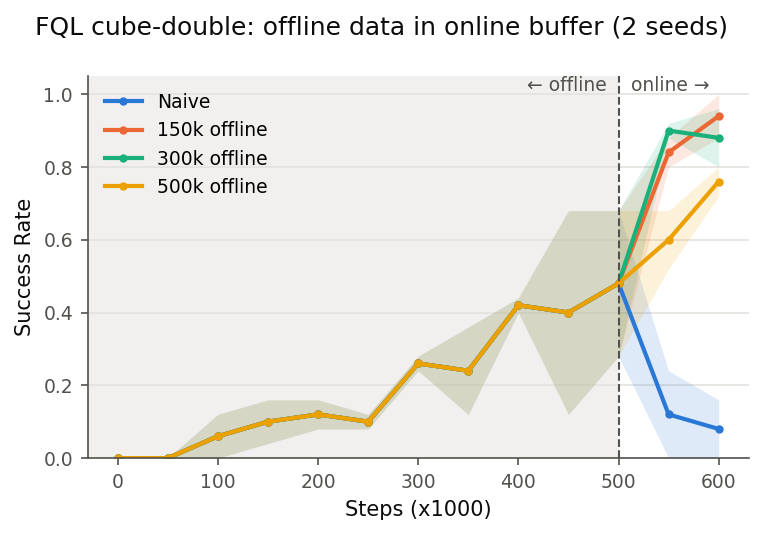 FQL cube-double: offline data in online buffer (2 seeds)
← offline
online →
Naive
150k offline
300k offline
500k offline
1.0
0.8
0.6
0.4
0.2
0.0
Success Rate
0 100 200 300 400 500 600
Steps (x1000)